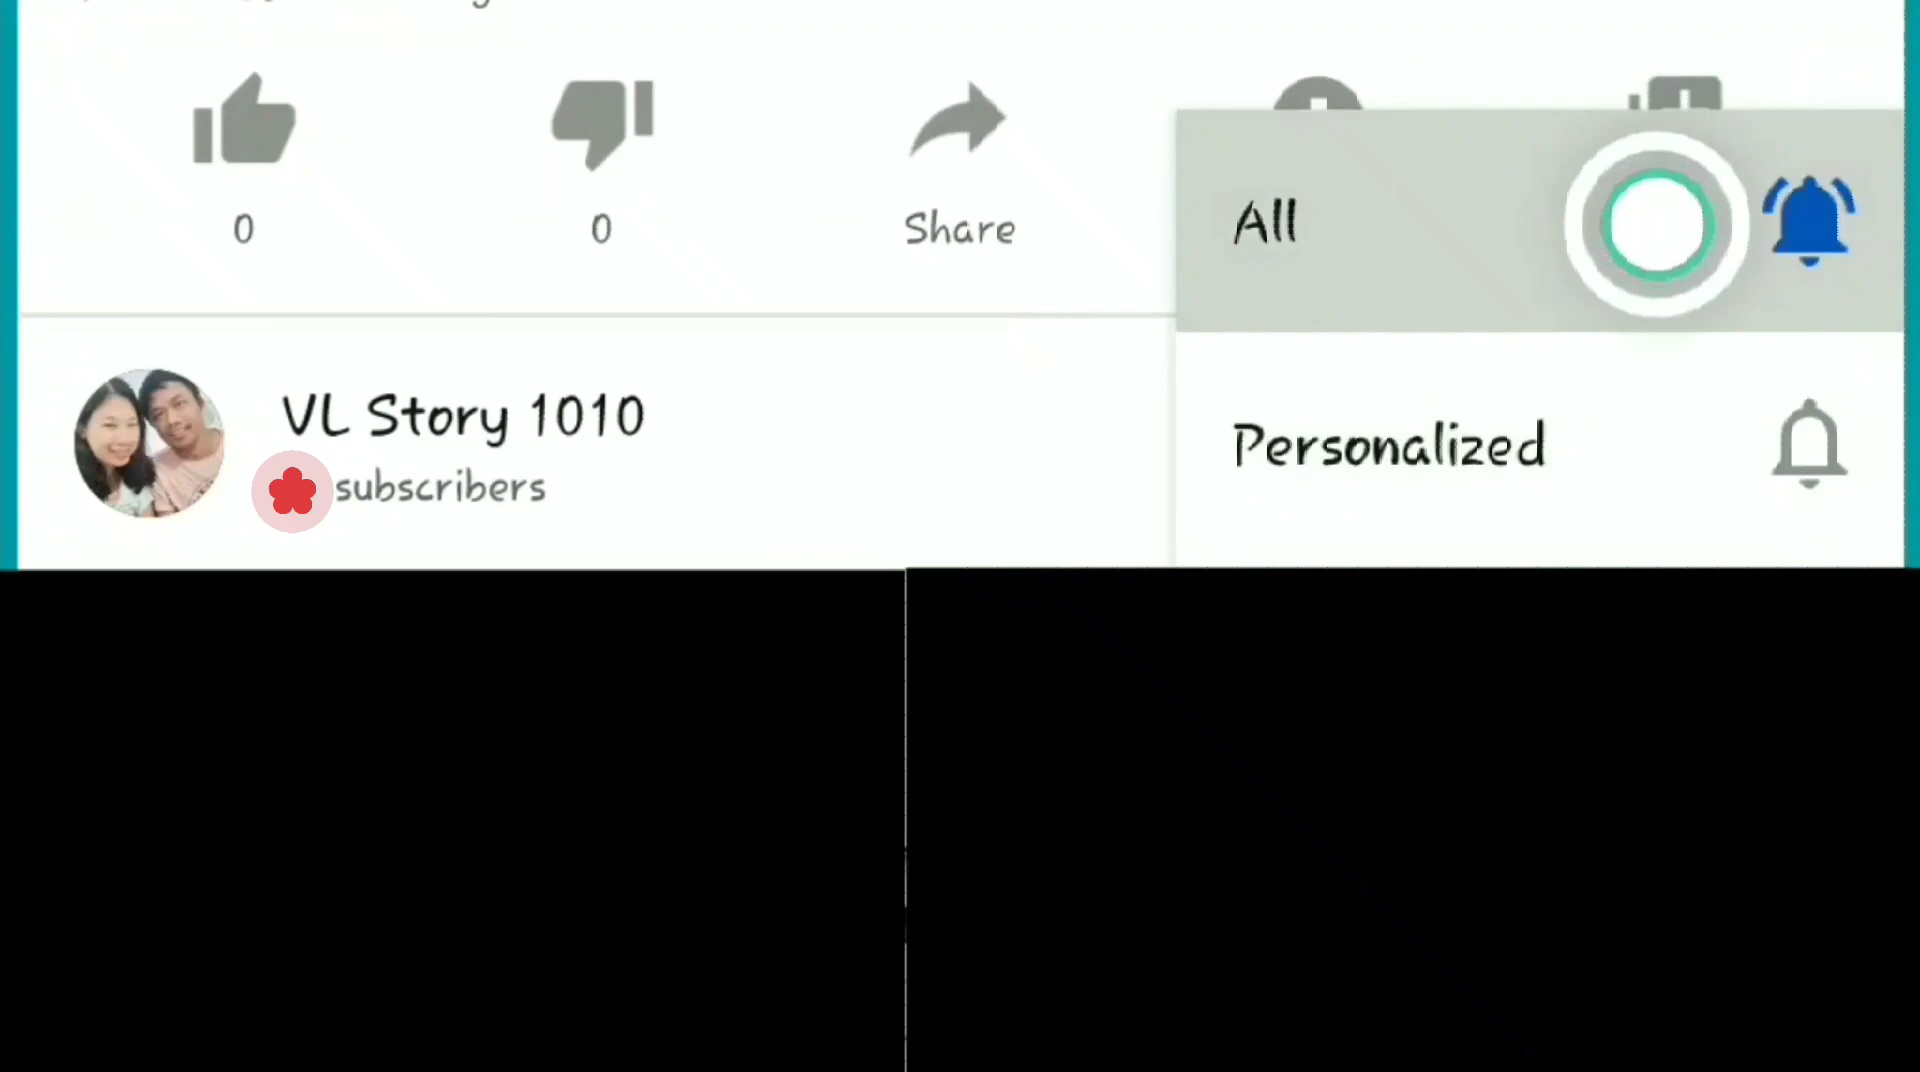 0
0
Share
All
VL Story 1010
subscribers
Personalized